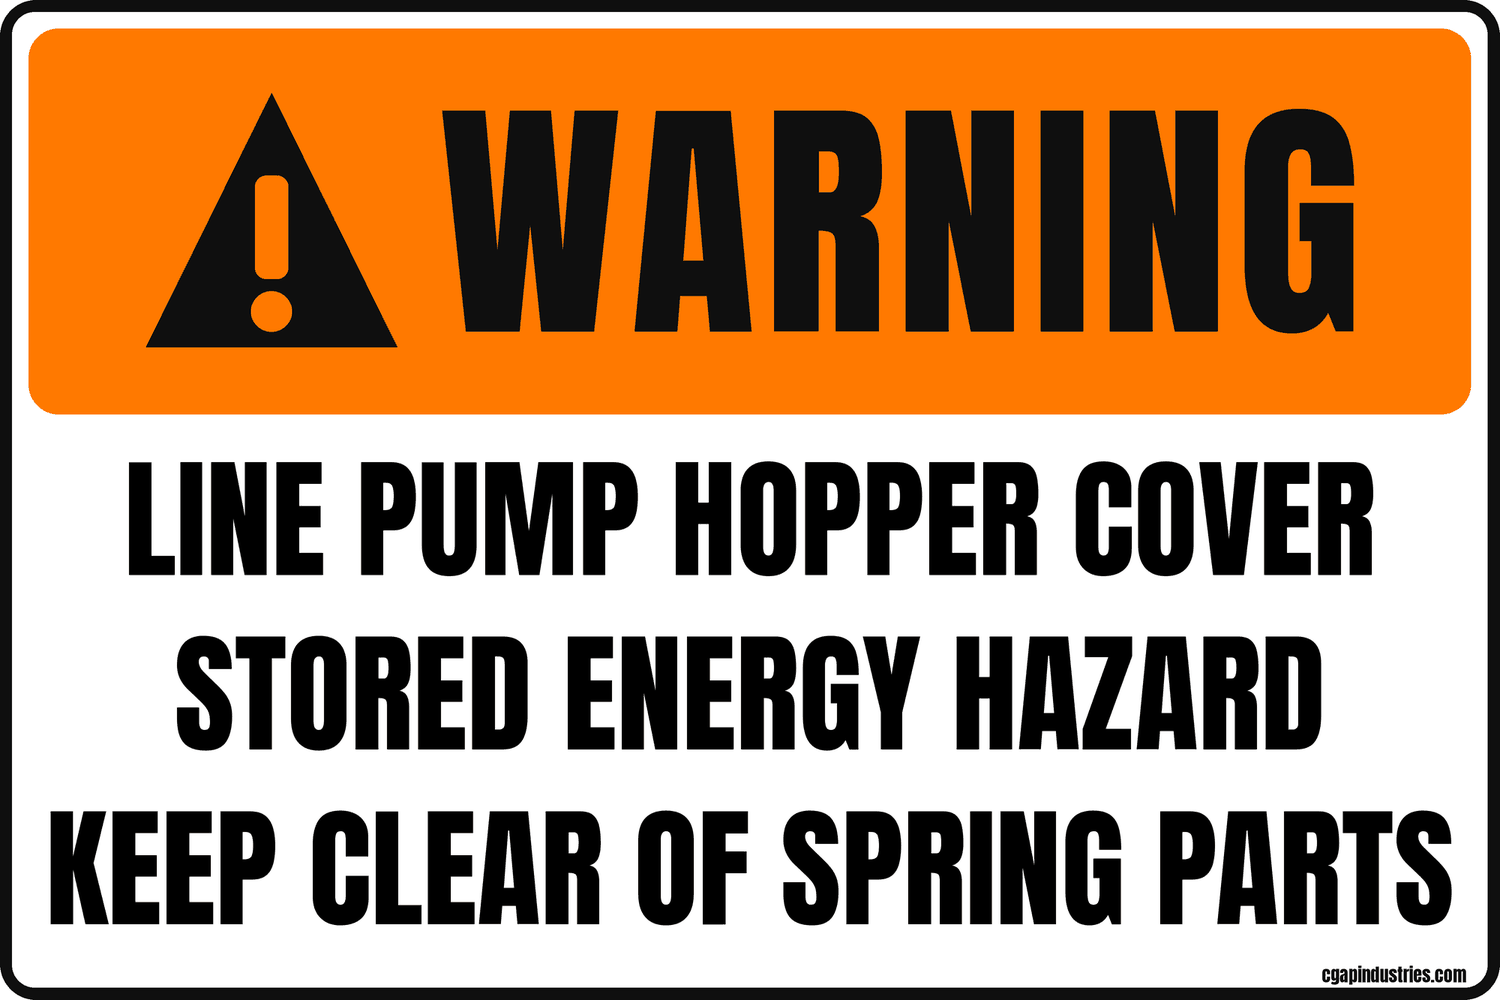 WARNING
LINE PUMP HOPPER COVER
STORED ENERGY HAZARD
KEEP CLEAR OF SPRING PARTS
cgapindustries.com